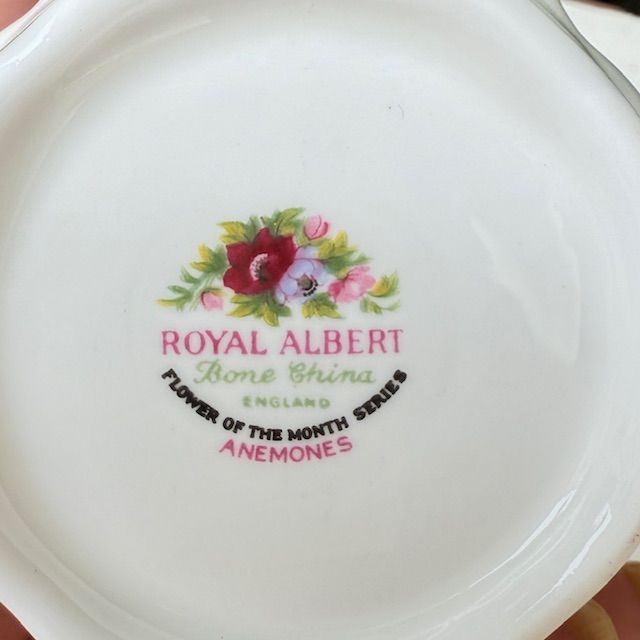 ROYAL ALBERT
Bone China
ENGLAND
FLOWER OF THE MONTH SERIES
ANEMONES